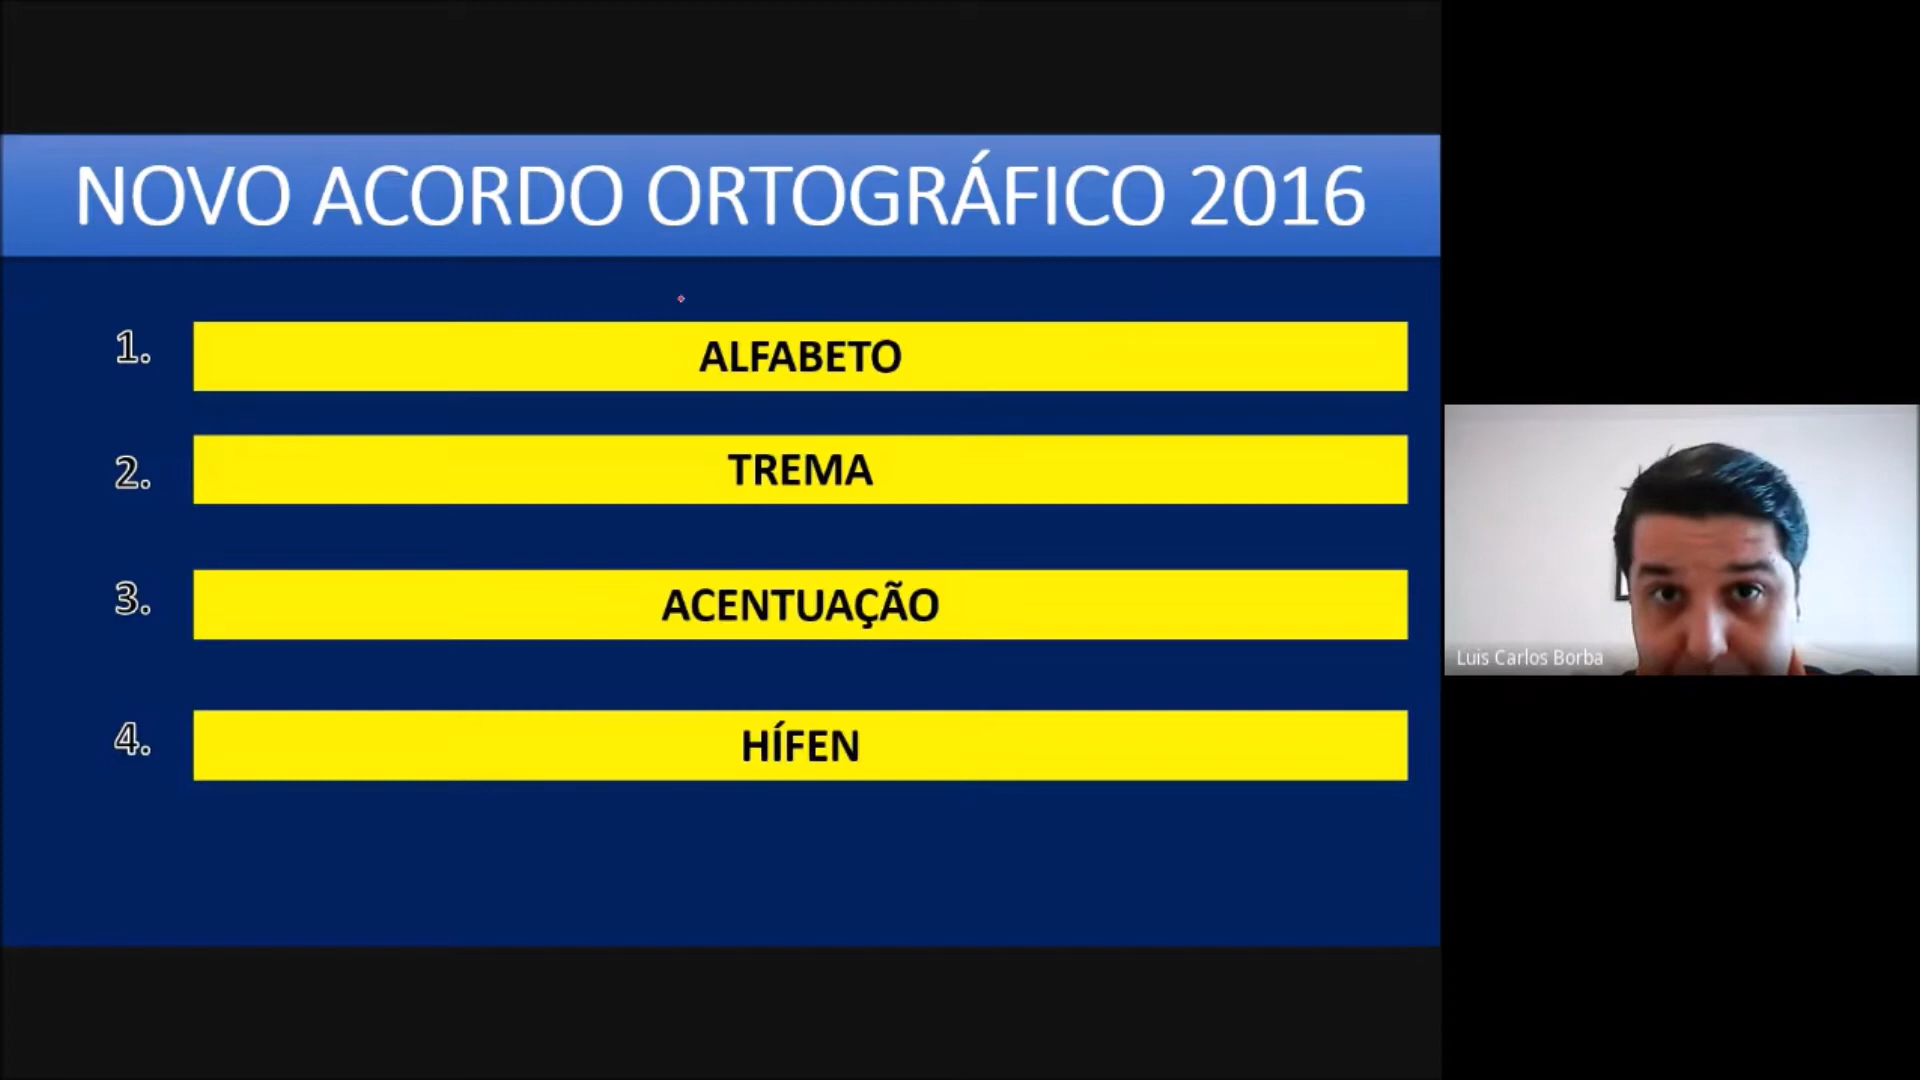 NOVO ACORDO ORTOGRÁFICO 2016
1. ALFABETO
2. TREMA
3. ACENTUAÇÃO
4. HÍFEN
Luis Carlos Borba